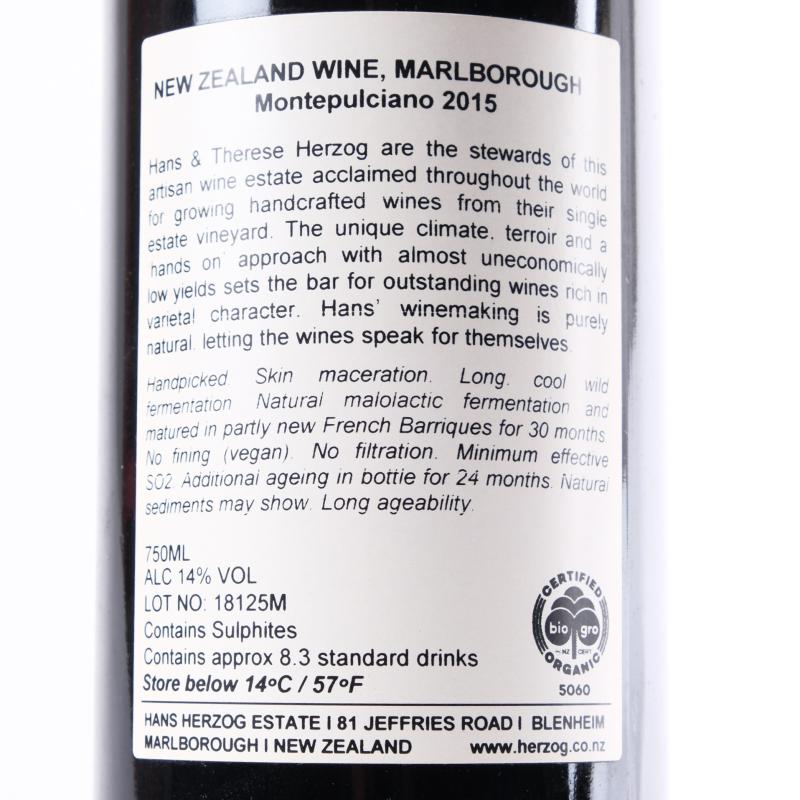 NEW ZEALAND WINE, MARLBOROUGH
Montepulciano 2015
Hans & Therese Herzog are the stewards of this
artisan wine estate acclaimed throughout the world
for growing handcrafted wines from their single
estate vineyard. The unique climate, terroir and a
'hands on' approach with almost uneconomically
low yields sets the bar for outstanding wines rich in
varietal character. Hans' winemaking is purely
natural, letting the wines speak for themselves.
Handpicked. Skin maceration. Long, cool wild
fermentation. Natural malolactic fermentation and
matured in partly new French Barriques for 30 months.
No fining (vegan). No filtration. Minimum effective
SO2. Additional ageing in bottle for 24 months. Natural
sediments may show. Long ageability.
750ML
ALC 14% VOL
LOT NO: 18125M
Contains Sulphites
Contains approx 8.3 standard drinks
Store below 14ºC / 57ºF
CERTIFIED
bio gro
NZ CERT
ORGANIC
5060
HANS HERZOG ESTATE I 81 JEFFRIES ROAD I BLENHEIM
MARLBOROUGH I NEW ZEALAND www.herzog.co.nz